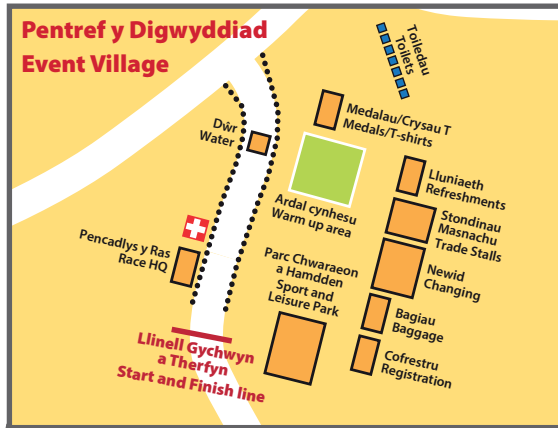 Pentref y Digwyddiad
Event Village
Toiledau
Toilets
Dŵr
Water
Medalau/Crysau T
Medals/T-shirts
Lluniaeth
Refreshments
Ardal cynhesu
Warm up area
Stondinau
Masnachu
Trade Stalls
Pencadlys y Ras
Race HQ
Parc Chwaraeon
a Hamdden
Sport and
Leisure Park
Newid
Changing
Bagiau
Baggage
Llinell Gychwyn
a Therfyn
Start and Finish line
Cofrestru
Registration